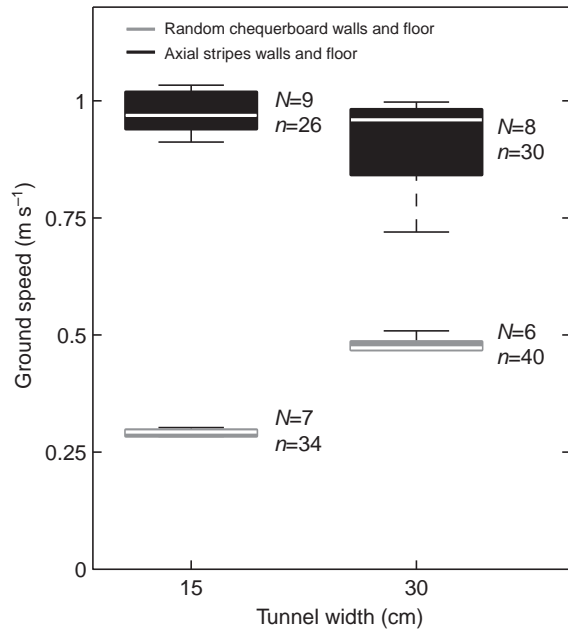 Random chequerboard walls and floor
Axial stripes walls and floor
1
0.75
0.5
0.25
0
Ground speed (m s⁻¹)
N=9
n=26
N=8
n=30
N=6
n=40
N=7
n=34
15
30
Tunnel width (cm)